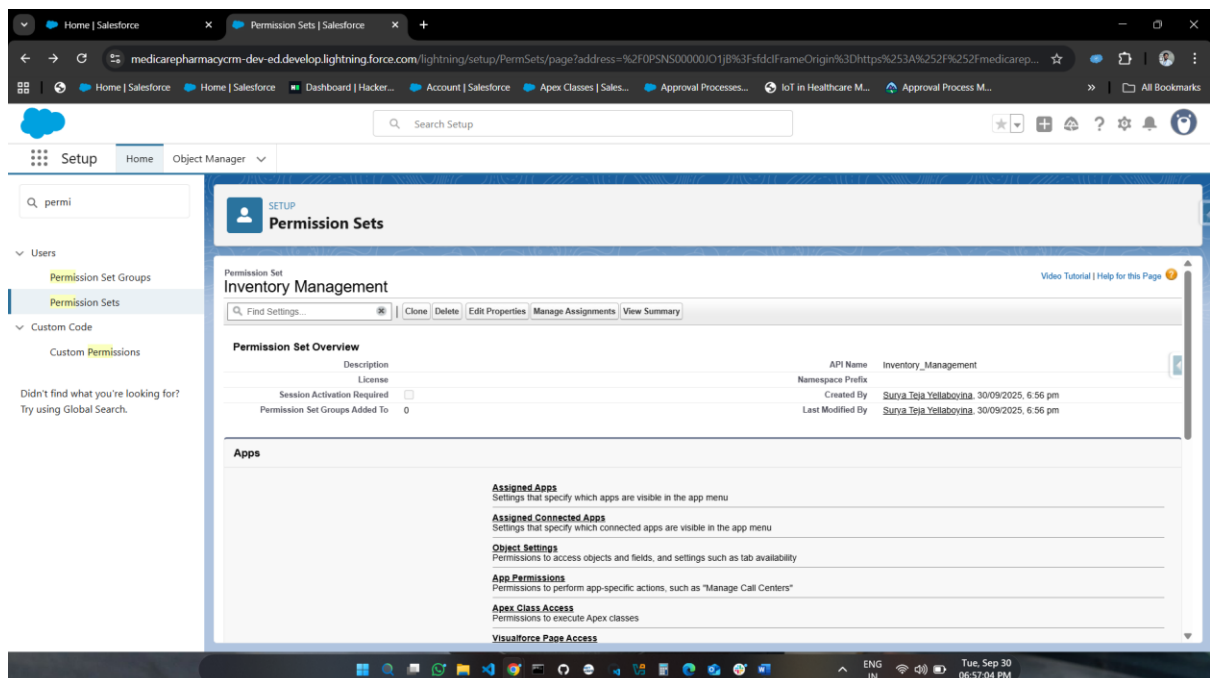 Home | Salesforce
Permission Sets | Salesforce
medicarepharmacycrm-dev-ed.develop.lightning.force.com/lightning/setup/PermSets/page?address=%2F0PSNS00000JO1jB%3FsfdcIFrameOrigin%3Dhttps%253A%252F%252Fmedicarep...
Home | Salesforce Home | Salesforce Dashboard | Hacker... Account | Salesforce Apex Classes | Sales... Approval Processes... IoT in Healthcare M... Approval Process M... » All Bookmarks
Search Setup
Setup Home Object Manager
permi
Users
Permission Set Groups
Permission Sets
Custom Code
Custom Permissions
Didn't find what you're looking for?
Try using Global Search.
SETUP
Permission Sets
Permission Set
Inventory Management
Video Tutorial | Help for this Page
Find Settings... | Clone Delete Edit Properties Manage Assignments View Summary
Permission Set Overview
Description API Name Inventory_Management
License Namespace Prefix
Session Activation Required Created By Surya Teja Yellaboyina, 30/09/2025, 6:56 pm
Permission Set Groups Added To 0 Last Modified By Surya Teja Yellaboyina, 30/09/2025, 6:56 pm
Apps
Assigned Apps
Settings that specify which apps are visible in the app menu
Assigned Connected Apps
Settings that specify which connected apps are visible in the app menu
Object Settings
Permissions to access objects and fields, and settings such as tab availability
App Permissions
Permissions to perform app-specific actions, such as "Manage Call Centers"
Apex Class Access
Permissions to execute Apex classes
Visualforce Page Access
ENG
IN
Tue, Sep 30
06:57:04 PM